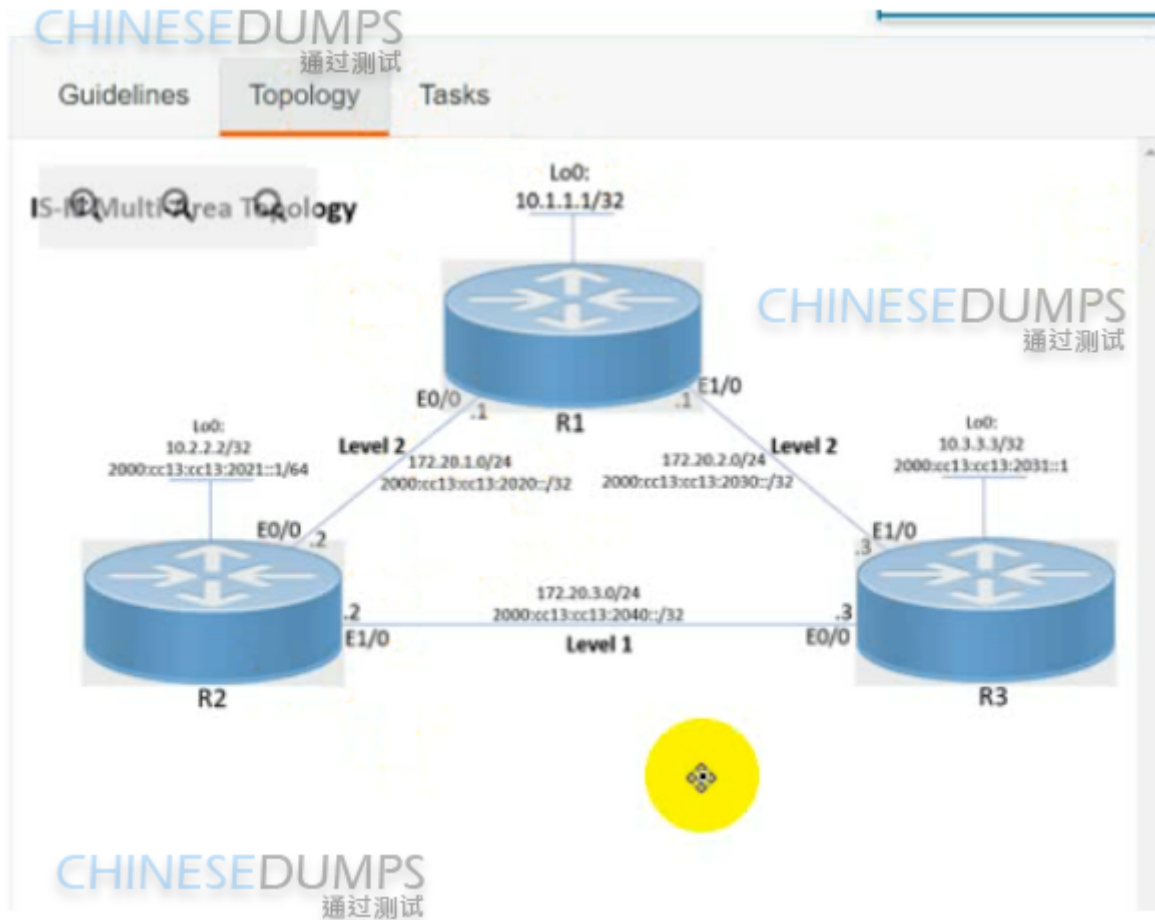 CHINESEDUMPS
通过测试
Guidelines Topology Tasks
Multi Area Topology
Lo0:
10.1.1.1/32
CHINESEDUMPS
通过测试
E0/0
.1
E1/0
.1
R1
Lo0:
10.2.2.2/32
2000:cc13:cc13:2021::1/64
Level 2
172.20.1.0/24
2000:cc13:cc13:2020::/32
Level 2
172.20.2.0/24
2000:cc13:cc13:2030::/32
Lo0:
10.3.3.3/32
2000:cc13:cc13:2031::1
E0/0
.2
E1/0
.3
172.20.3.0/24
2000:cc13:cc13:2040::/32
.2
E1/0
Level 1
.3
E0/0
R2
R3
CHINESEDUMPS
通过测试